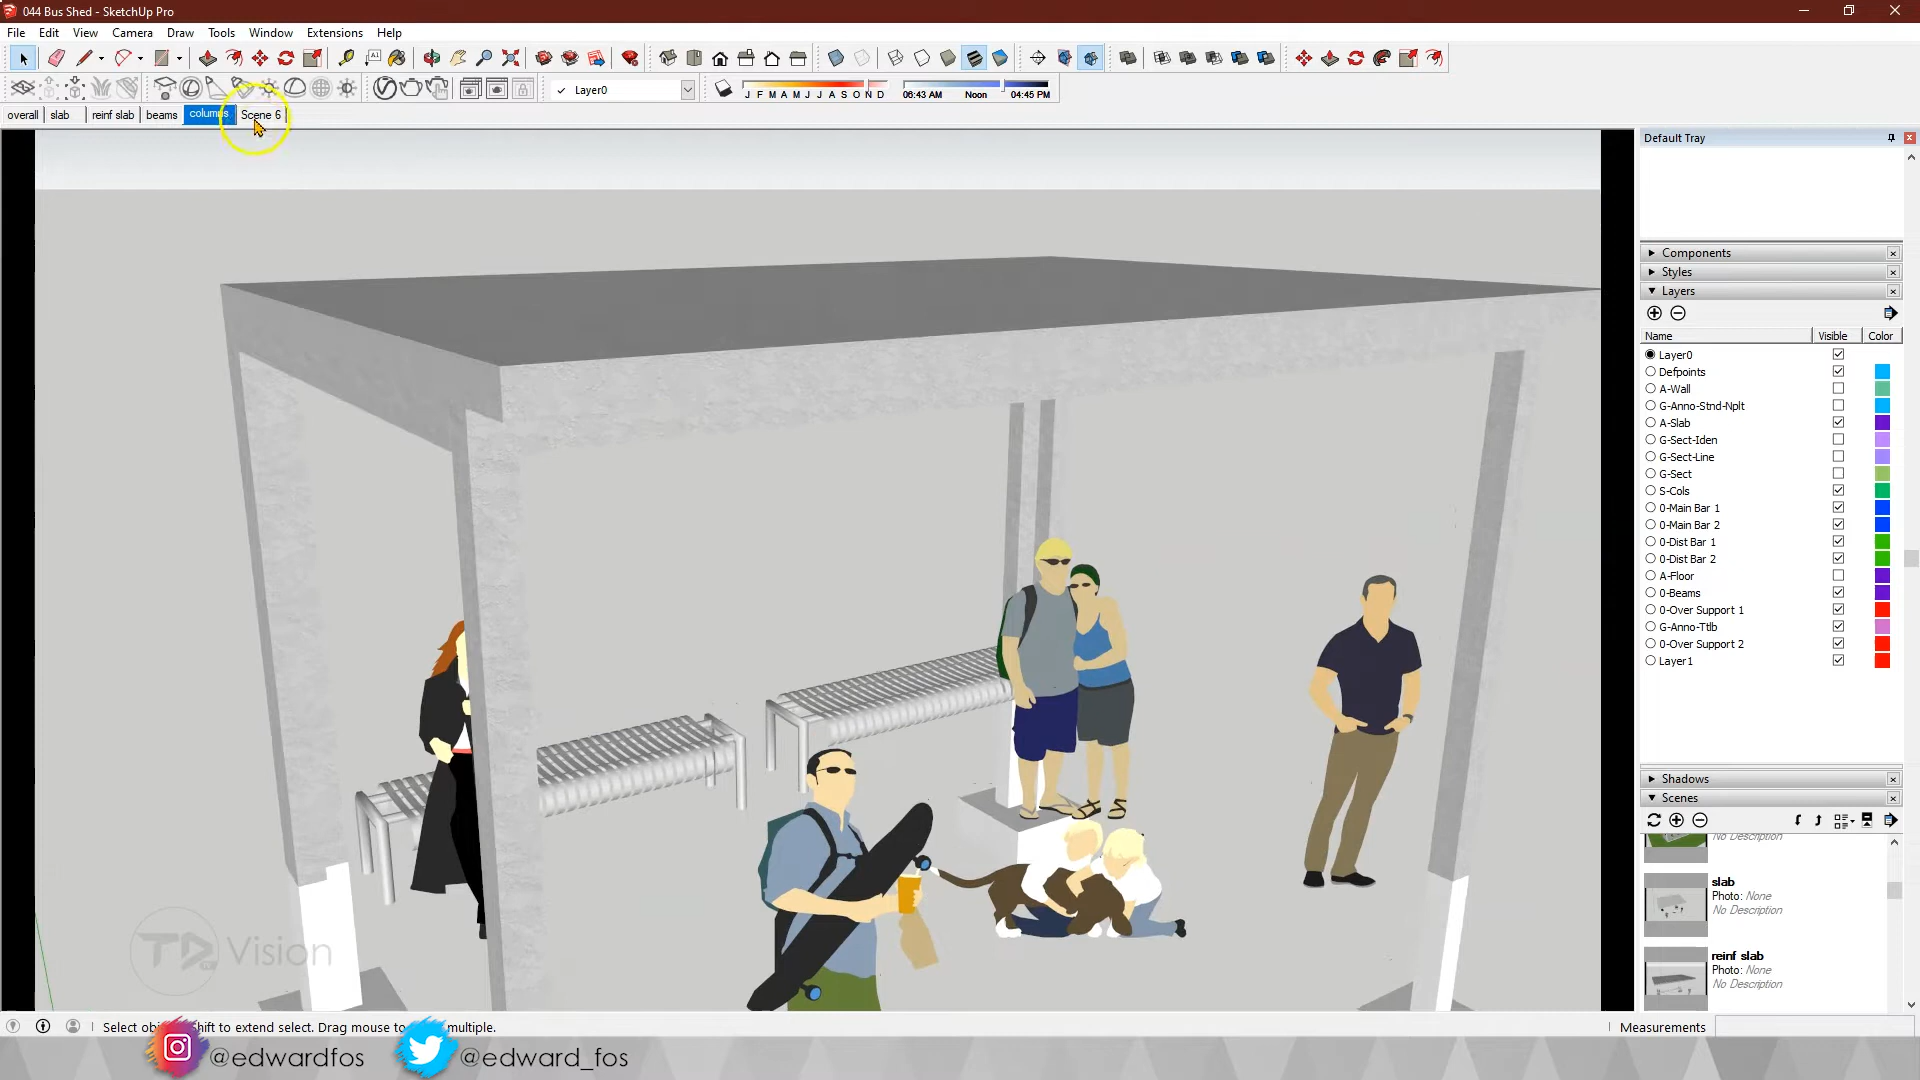 044 Bus Shed - SketchUp Pro
File Edit View Camera Draw Tools Window Extensions Help
Layer0
J F M A M J J A S O N D
06:43 AM Noon 04:45 PM
overall slab reinf slab beams columns Scene 6
Default Tray
Components
Styles
Layers
Name Visible Color
Layer0
Defpoints
A-Wall
G-Anno-Stnd-Nplt
A-Slab
G-Sect-Iden
G-Sect-Line
G-Sect
S-Cols
0-Main Bar 1
0-Main Bar 2
0-Dist Bar 1
0-Dist Bar 2
A-Floor
0-Beams
0-Over Support 1
G-Anno-Ttlb
0-Over Support 2
Layer1
Shadows
Scenes
No Description
slab
Photo: None
No Description
reinf slab
Photo: None
No Description
TD Vision
Select Shift to extend select. Drag mouse to multiple.
Measurements
@edwardfos @edward_fos